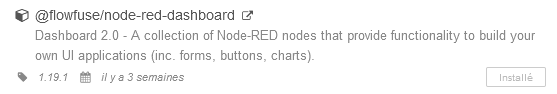 @flowfuse/node-red-dashboard
Dashboard 2.0 - A collection of Node-RED nodes that provide functionality to build your
own UI applications (inc. forms, buttons, charts).
1.19.1 il y a 3 semaines Installé